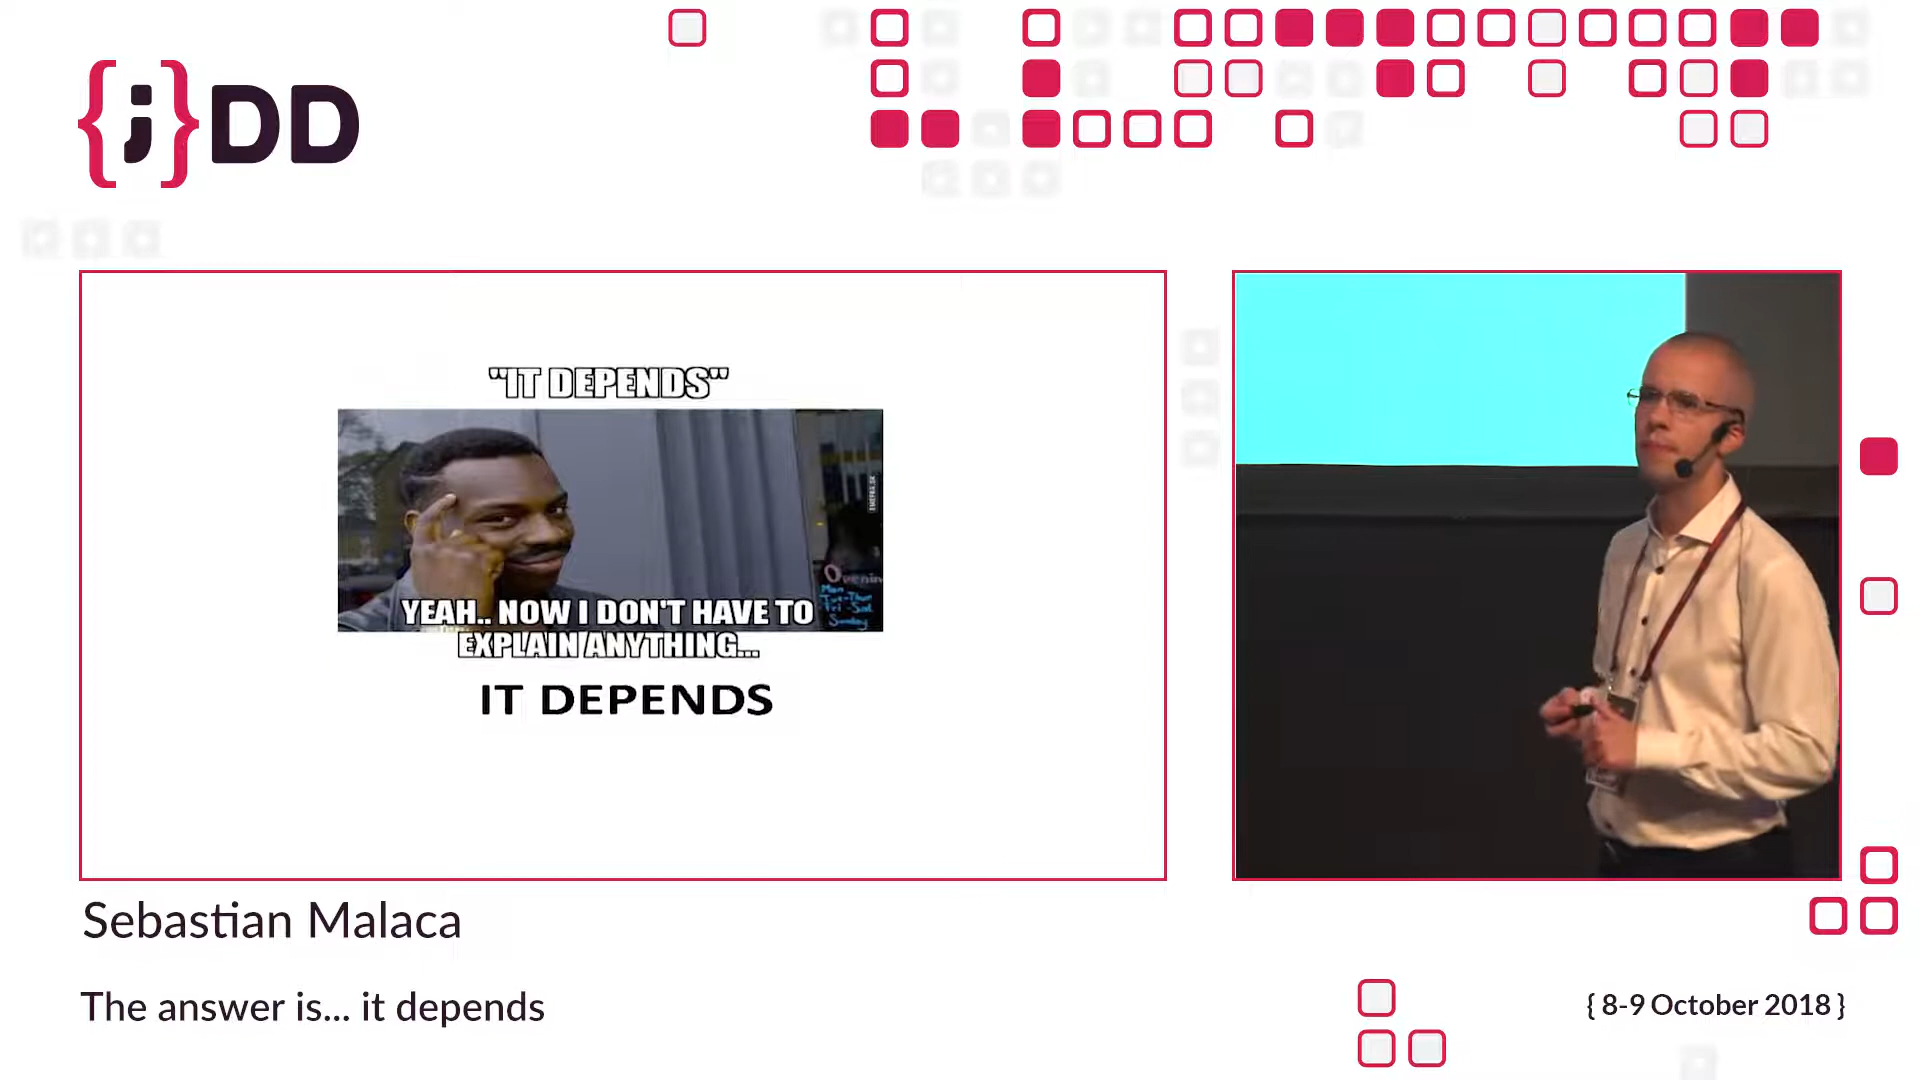 {;}DD
"IT DEPENDS"
YEAH.. NOW I DON'T HAVE TO
EXPLAIN ANYTHING...
IT DEPENDS
Sebastian Malaca
The answer is... it depends
{ 8-9 October 2018 }